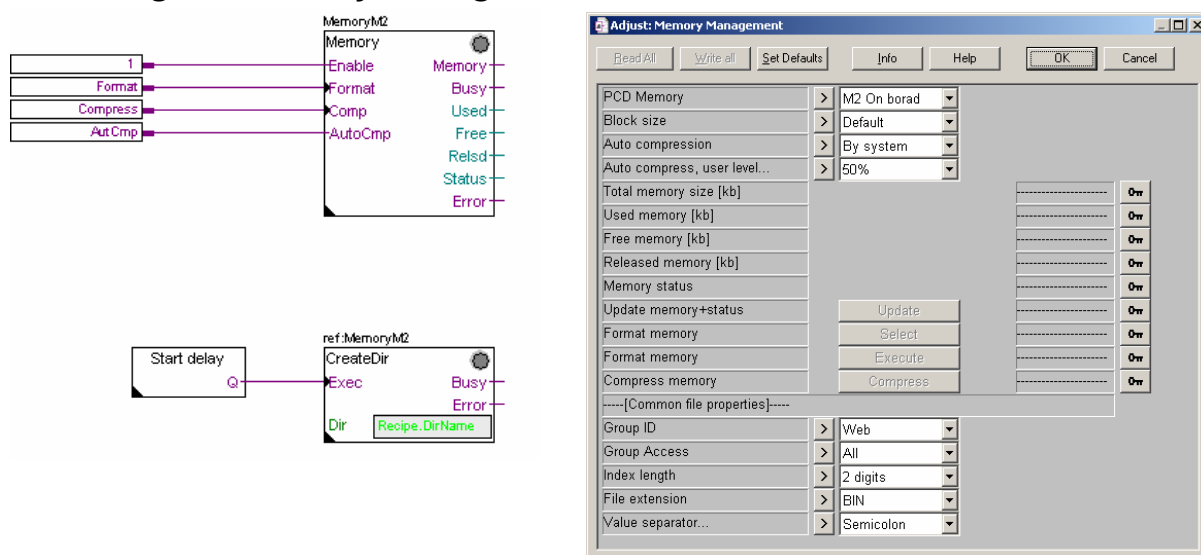 MemoryM2
Memory
1 Enable Memory
Format Format Busy
Compress Comp Used
AutCmp AutoCmp Free
Relsd
Status
Error
ref:MemoryM2
Start delay CreateDir
Q Exec Busy
Error
Dir Recipe.DirName
Adjust: Memory Management
Read All Write all Set Defaults Info Help OK Cancel
PCD Memory > M2 On borad
Block size > Default
Auto compression > By system
Auto compress, user level... > 50%
Total memory size [kb] ----------------------
Used memory [kb] ----------------------
Free memory [kb] ----------------------
Released memory [kb] ----------------------
Memory status ----------------------
Update memory+status Update ----------------------
Format memory Select ----------------------
Format memory Execute ----------------------
Compress memory Compress ----------------------
-----[Common file properties]-----
Group ID > Web
Group Access > All
Index length > 2 digits
File extension > BIN
Value separator... > Semicolon